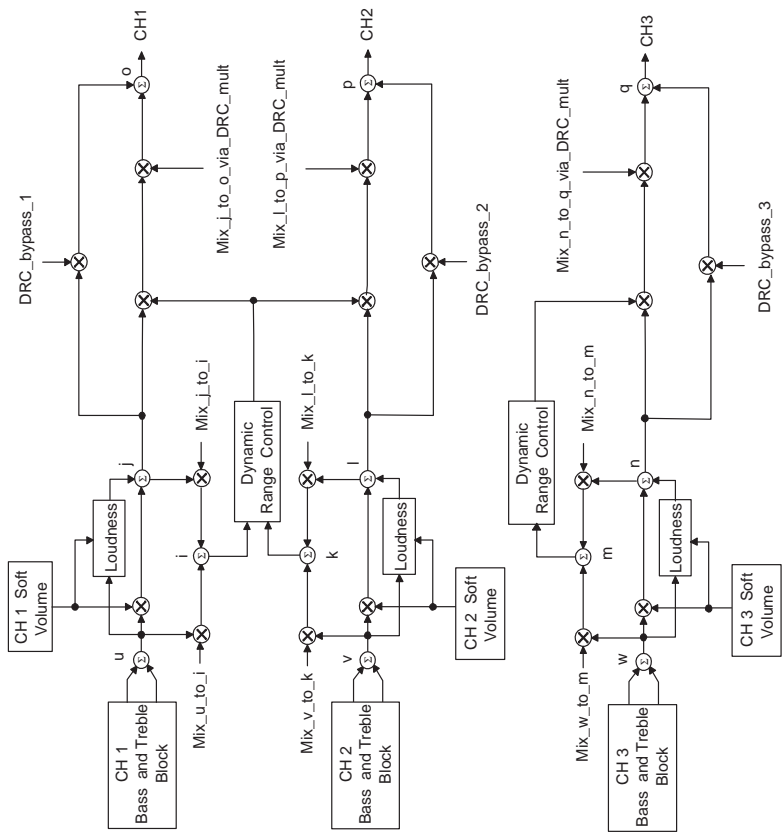 CH 1 Soft
Volume
CH 1
Bass and Treble
Block
u
Loudness
j
Mix_u_to_i
i
Mix_j_to_i
DRC_bypass_1
Mix_j_to_o_via_DRC_mult
o
CH1
Dynamic
Range Control
Mix_v_to_k
k
Mix_l_to_k
CH 2
Bass and Treble
Block
v
l
Loudness
CH 2 Soft
Volume
DRC_bypass_2
Mix_l_to_p_via_DRC_mult
p
CH2
Dynamic
Range Control
Mix_w_to_m
m
Mix_n_to_m
CH 3
Bass and Treble
Block
w
n
Loudness
CH 3 Soft
Volume
DRC_bypass_3
Mix_n_to_q_via_DRC_mult
q
CH3
Σ
Σ
Σ
Σ
Σ
Σ
Σ
Σ
Σ
Σ
Σ
Σ